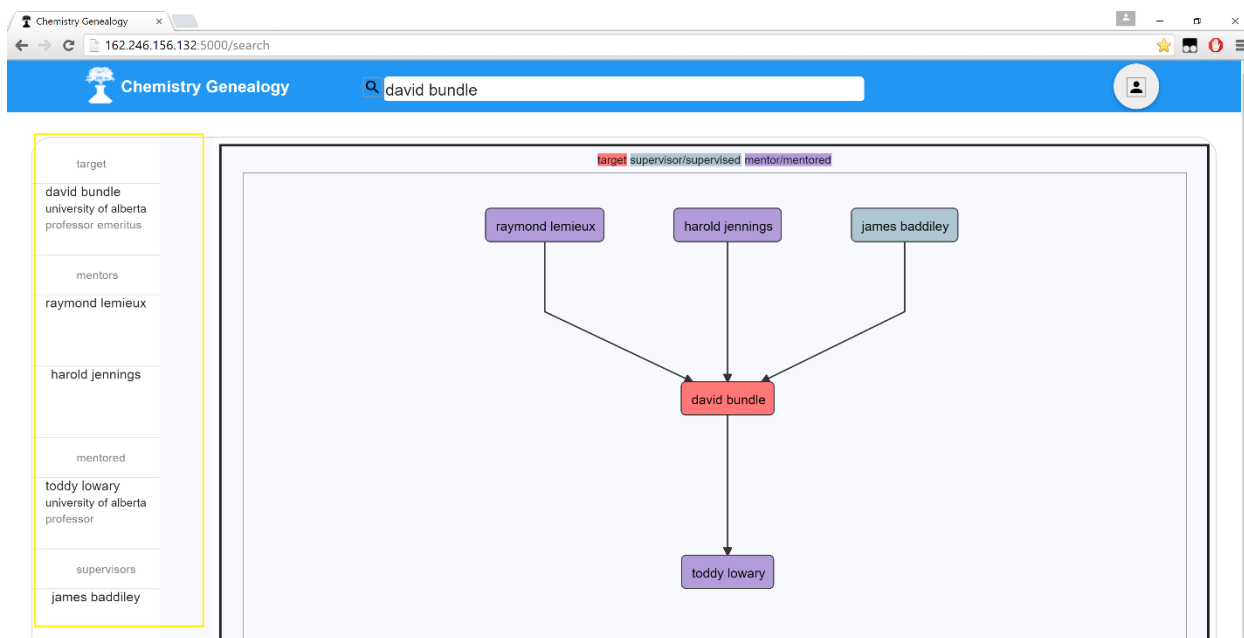 Chemistry Genealogy
162.246.156.132:5000/search
Chemistry Genealogy
david bundle
target
david bundle
university of alberta
professor emeritus
mentors
raymond lemieux
harold jennings
mentored
toddy lowary
university of alberta
professor
supervisors
james baddiley
target supervisor/supervised mentor/mentored
raymond lemieux harold jennings james baddiley
david bundle
toddy lowary